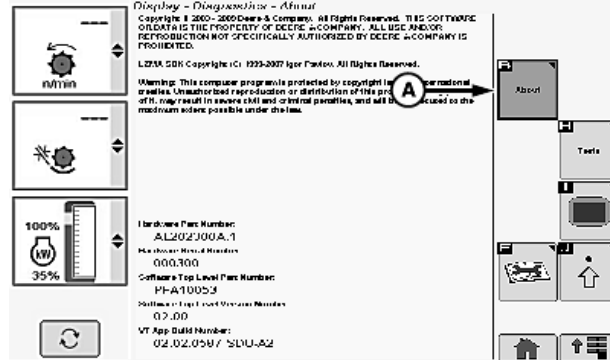 Display - Diagnostics - About
Copyright © 2000 - 2009 Deere & Company. All Rights Reserved. THIS SOFTWARE
OR DATA IS THE PROPERTY OF DEERE & COMPANY. ALL USE AND/OR
REPRODUCTION NOT SPECIFICALLY AUTHORIZED BY DEERE & COMPANY IS
PROHIBITED.
LZMA SDK Copyright (C) 1999-2007 Igor Pavlov. All Rights Reserved.
Warning: This computer program is protected by copyright
treaties. Unauthorized reproduction or distribution of this
of it, may result in severe civil and criminal penalties, and will be to the
maximum extent possible under the law.
---
n/min
---
100%
kW
35%
A
About
Tests
Hardware Part Number:
AL202300A.1
Hardware Serial Number:
000300
Software Top Level Part Number:
PFA10053
Software Top Level Version Number:
02.00
VT App Build Number:
02.02.0587 SDU-A2